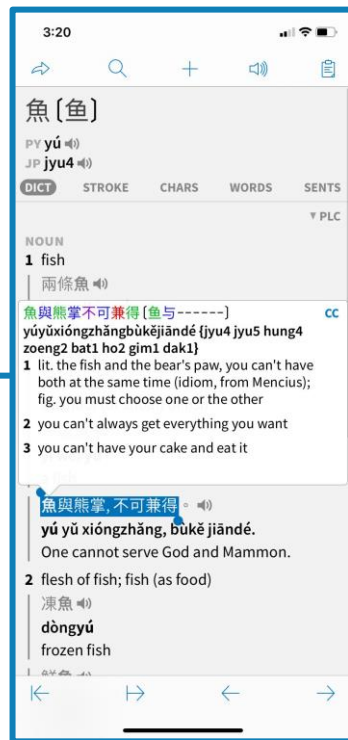 3:20
魚〔鱼〕
PY yú
JP jyu4
DICT STROKE CHARS WORDS SENTS
▼ PLC
NOUN
1 fish
兩條魚
魚與熊掌不可兼得〔鱼与------〕 CC
yúyǔxióngzhǎngbùkějiāndé {jyu4 jyu5 hung4
zoeng2 bat1 ho2 gim1 dak1}
1 lit. the fish and the bear's paw, you can't have
both at the same time (idiom, from Mencius);
fig. you must choose one or the other
2 you can't always get everything you want
3 you can't have your cake and eat it
魚與熊掌,不可兼得。
yú yǔ xióngzhǎng, bùkě jiāndé.
One cannot serve God and Mammon.
2 flesh of fish; fish (as food)
凍魚
dòngyú
frozen fish